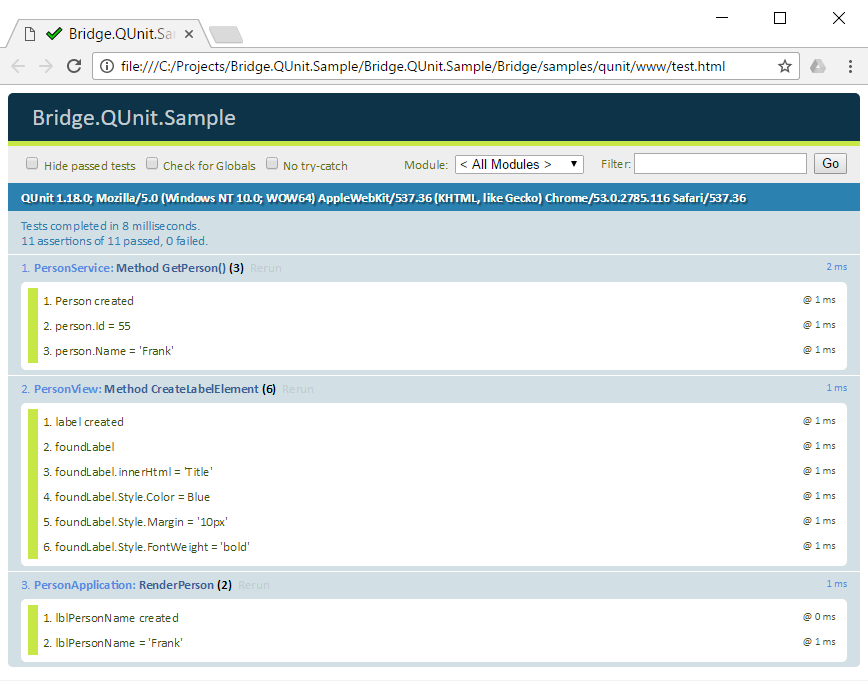 Bridge.QUnit.Sa
file:///C:/Projects/Bridge.QUnit.Sample/Bridge.QUnit.Sample/Bridge/samples/qunit/www/test.html
Bridge.QUnit.Sample
Hide passed tests Check for Globals No try-catch Module: < All Modules > Filter: Go
QUnit 1.18.0; Mozilla/5.0 (Windows NT 10.0; WOW64) AppleWebKit/537.36 (KHTML, like Gecko) Chrome/53.0.2785.116 Safari/537.36
Tests completed in 8 milliseconds.
11 assertions of 11 passed, 0 failed.
1. PersonService: Method GetPerson() (3) Rerun 2 ms
1. Person created @ 1 ms
2. person.Id = 55 @ 1 ms
3. person.Name = 'Frank' @ 1 ms
2. PersonView: Method CreateLabelElement (6) Rerun 1 ms
1. label created @ 1 ms
2. foundLabel @ 1 ms
3. foundLabel.innerHtml = 'Title' @ 1 ms
4. foundLabel.Style.Color = Blue @ 1 ms
5. foundLabel.Style.Margin = '10px' @ 1 ms
6. foundLabel.Style.FontWeight = 'bold' @ 1 ms
3. PersonApplication: RenderPerson (2) Rerun 1 ms
1. lblPersonName created @ 0 ms
2. lblPersonName = 'Frank' @ 1 ms